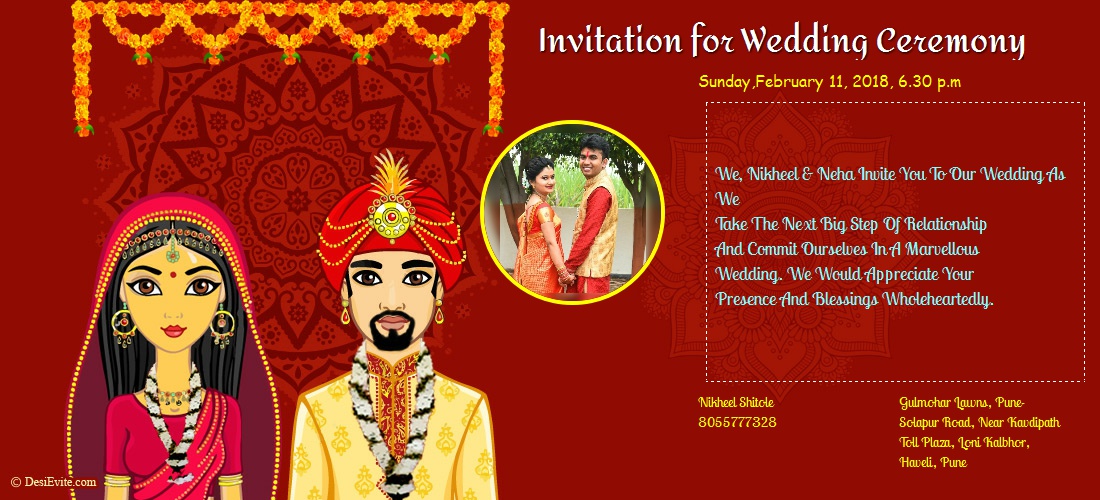 Invitation for Wedding Ceremony
Sunday,February 11, 2018, 6.30 p.m
We, Nikheel & Neha Invite You To Our Wedding As
We
Take The Next Big Step Of Relationship
And Commit Ourselves In A Marvellous
Wedding. We Would Appreciate Your
Presence And Blessings Wholeheartedly.
Nikheel Shitole
8055777328
Gulmohar Lawns, Pune-
Solapur Road, Near Kavdipath
Toll Plaza, Loni Kalbhor,
Haveli, Pune
© DesiEvite.com